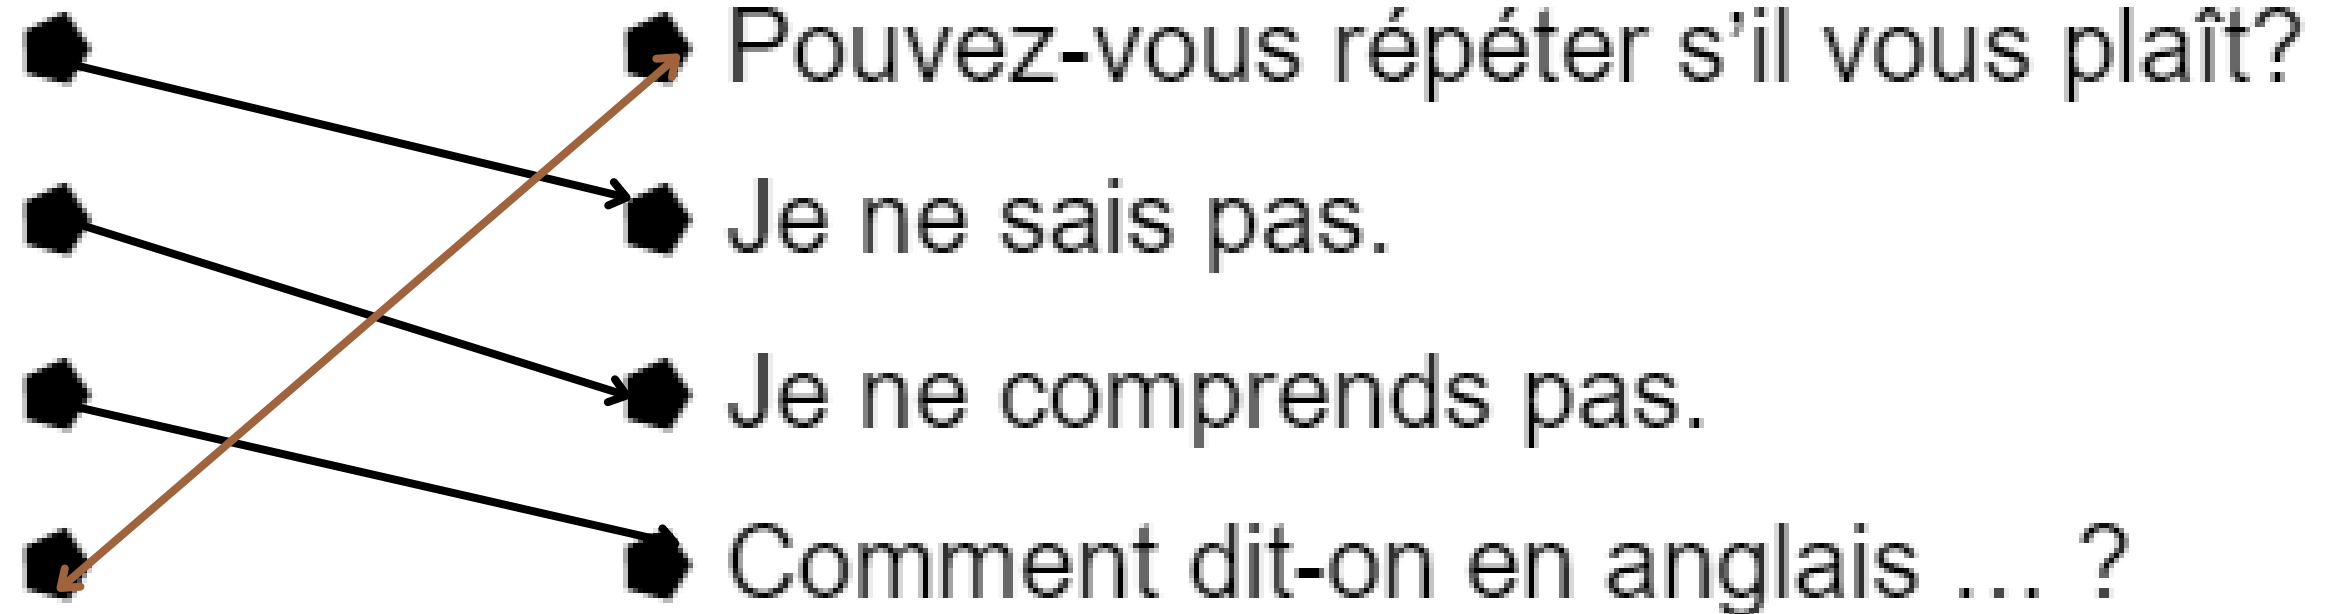 Pouvez-vous répéter s’il vous plaît?
Je ne sais pas.
Je ne comprends pas.
Comment dit-on en anglais … ?